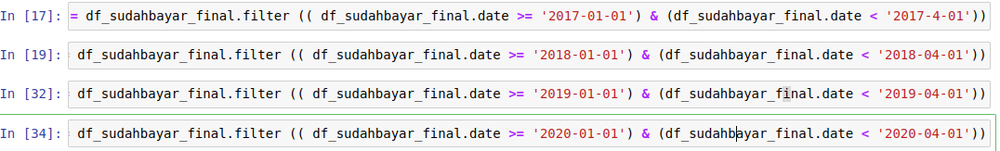 In [17]: = df_sudahbayar_final.filter (( df_sudahbayar_final.date >= '2017-01-01') & (df_sudahbayar_final.date < '2017-4-01'))
In [19]: df_sudahbayar_final.filter (( df_sudahbayar_final.date >= '2018-01-01') & (df_sudahbayar_final.date < '2018-04-01'))
In [32]: df_sudahbayar_final.filter (( df_sudahbayar_final.date >= '2019-01-01') & (df_sudahbayar_final.date < '2019-04-01'))
In [34]: df_sudahbayar_final.filter (( df_sudahbayar_final.date >= '2020-01-01') & (df_sudahbayar_final.date < '2020-04-01'))